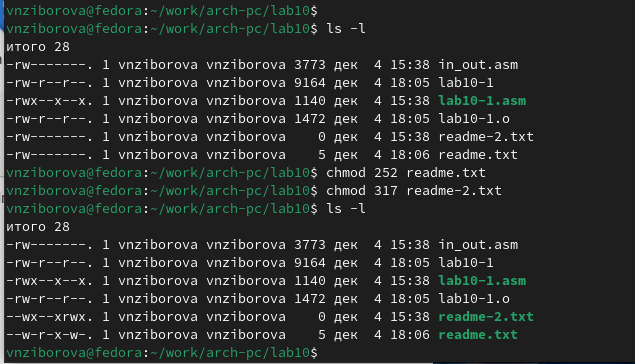 vnziborova@fedora:~/work/arch-pc/lab10$
vnziborova@fedora:~/work/arch-pc/lab10$ ls -l
итого 28
-rw-------. 1 vnziborova vnziborova 3773 дек  4 15:38 in_out.asm
-rw-r--r--. 1 vnziborova vnziborova 9164 дек  4 18:05 lab10-1
-rwx--x--x. 1 vnziborova vnziborova 1140 дек  4 15:38 lab10-1.asm
-rw-r--r--. 1 vnziborova vnziborova 1472 дек  4 18:05 lab10-1.o
-rw-------. 1 vnziborova vnziborova    0 дек  4 15:38 readme-2.txt
-rw-------. 1 vnziborova vnziborova    5 дек  4 18:06 readme.txt
vnziborova@fedora:~/work/arch-pc/lab10$ chmod 252 readme.txt
vnziborova@fedora:~/work/arch-pc/lab10$ chmod 317 readme-2.txt
vnziborova@fedora:~/work/arch-pc/lab10$ ls -l
итого 28
-rw-------. 1 vnziborova vnziborova 3773 дек  4 15:38 in_out.asm
-rw-r--r--. 1 vnziborova vnziborova 9164 дек  4 18:05 lab10-1
-rwx--x--x. 1 vnziborova vnziborova 1140 дек  4 15:38 lab10-1.asm
-rw-r--r--. 1 vnziborova vnziborova 1472 дек  4 18:05 lab10-1.o
--wx--xrwx. 1 vnziborova vnziborova    0 дек  4 15:38 readme-2.txt
--w-r-x-w-. 1 vnziborova vnziborova    5 дек  4 18:06 readme.txt
vnziborova@fedora:~/work/arch-pc/lab10$